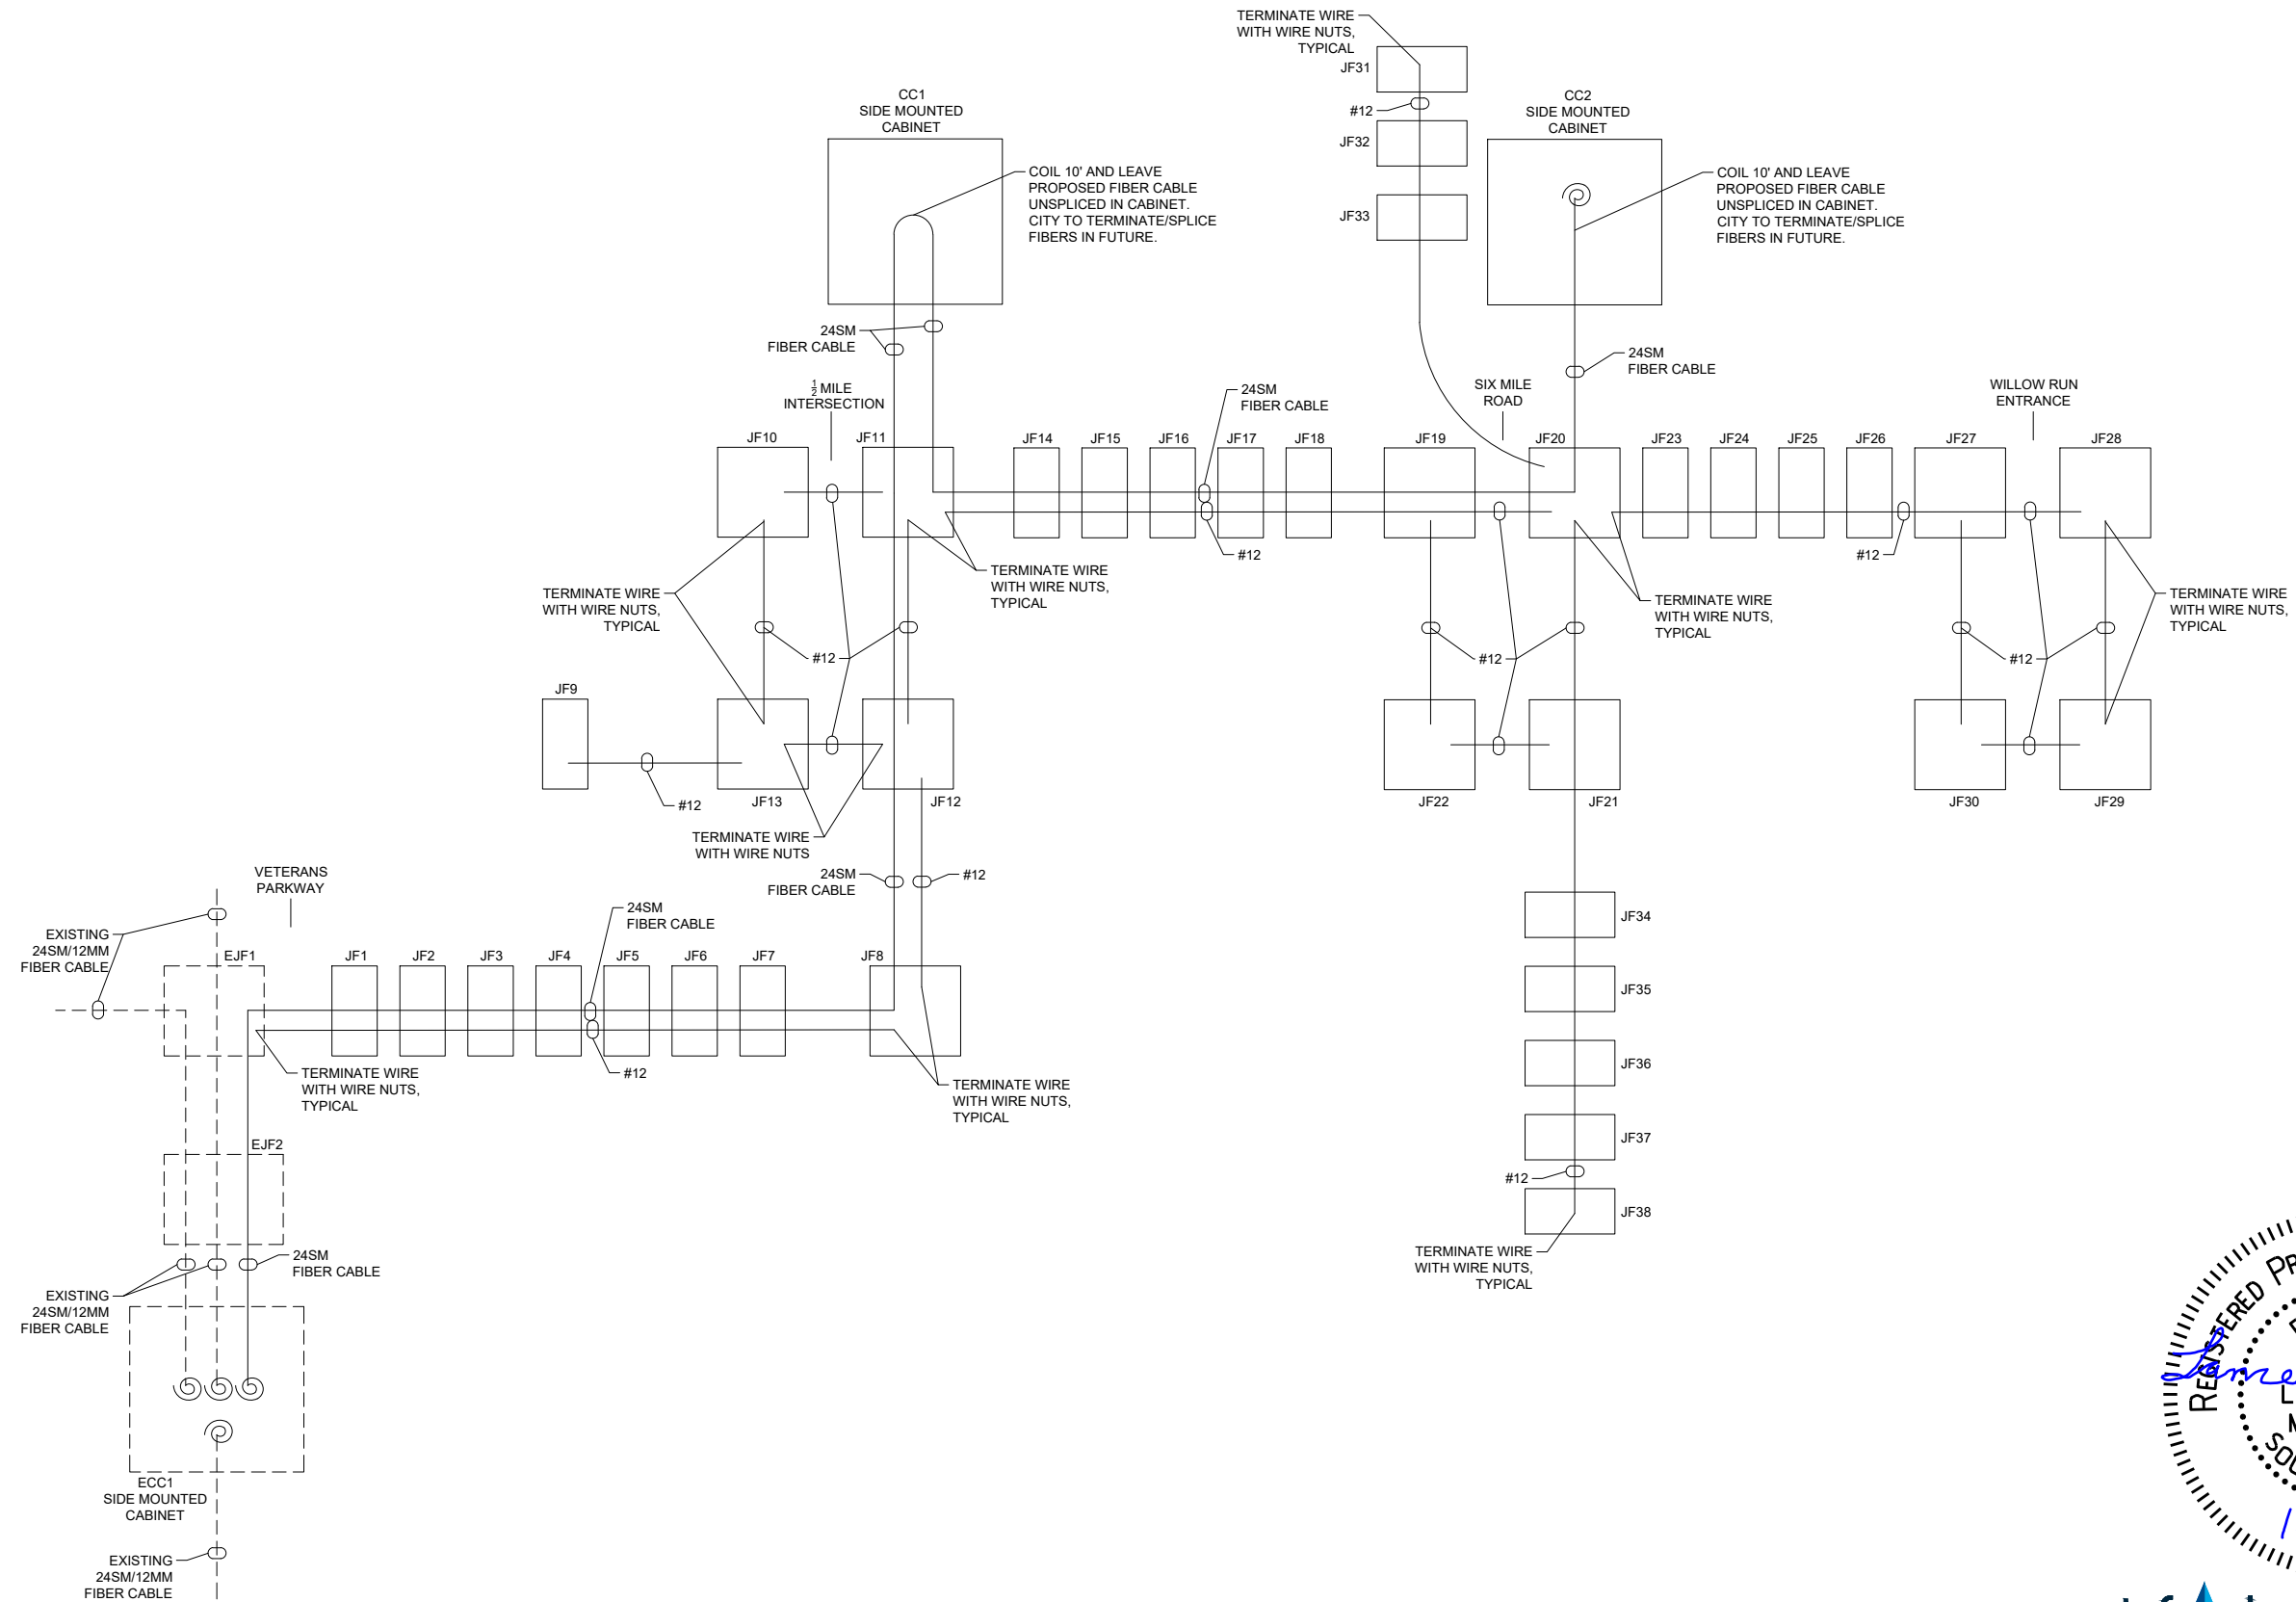 TERMINATE WIRE
WITH WIRE NUTS,
TYPICAL
JF31
#12
JF32
JF33
CC1
SIDE MOUNTED
CABINET
CC2
SIDE MOUNTED
CABINET
COIL 10' AND LEAVE
PROPOSED FIBER CABLE
UNSPLICED IN CABINET.
CITY TO TERMINATE/SPLICE
FIBERS IN FUTURE.
COIL 10' AND LEAVE
PROPOSED FIBER CABLE
UNSPLICED IN CABINET.
CITY TO TERMINATE/SPLICE
FIBERS IN FUTURE.
24SM
FIBER CABLE
24SM
FIBER CABLE
½ MILE
INTERSECTION
24SM
FIBER CABLE
SIX MILE
ROAD
WILLOW RUN
ENTRANCE
JF10
JF11
JF14
JF15
JF16
JF17
JF18
JF19
JF20
JF23
JF24
JF25
JF26
JF27
JF28
#12
#12
TERMINATE WIRE
WITH WIRE NUTS,
TYPICAL
TERMINATE WIRE
WITH WIRE NUTS,
TYPICAL
TERMINATE WIRE
WITH WIRE NUTS,
TYPICAL
TERMINATE WIRE
WITH WIRE NUTS,
TYPICAL
#12
#12
#12
JF9
#12
JF13
JF12
JF22
JF21
JF30
JF29
TERMINATE WIRE
WITH WIRE NUTS
24SM
FIBER CABLE
#12
VETERANS
PARKWAY
EXISTING
24SM/12MM
FIBER CABLE
24SM
FIBER CABLE
EJF1
JF1
JF2
JF3
JF4
JF5
JF6
JF7
JF8
JF34
JF35
JF36
JF37
#12
JF38
TERMINATE WIRE
WITH WIRE NUTS,
TYPICAL
#12
TERMINATE WIRE
WITH WIRE NUTS,
TYPICAL
TERMINATE WIRE
WITH WIRE NUTS,
TYPICAL
EJF2
24SM
FIBER CABLE
EXISTING
24SM/12MM
FIBER CABLE
ECC1
SIDE MOUNTED
CABINET
EXISTING
24SM/12MM
FIBER CABLE
REGISTERED